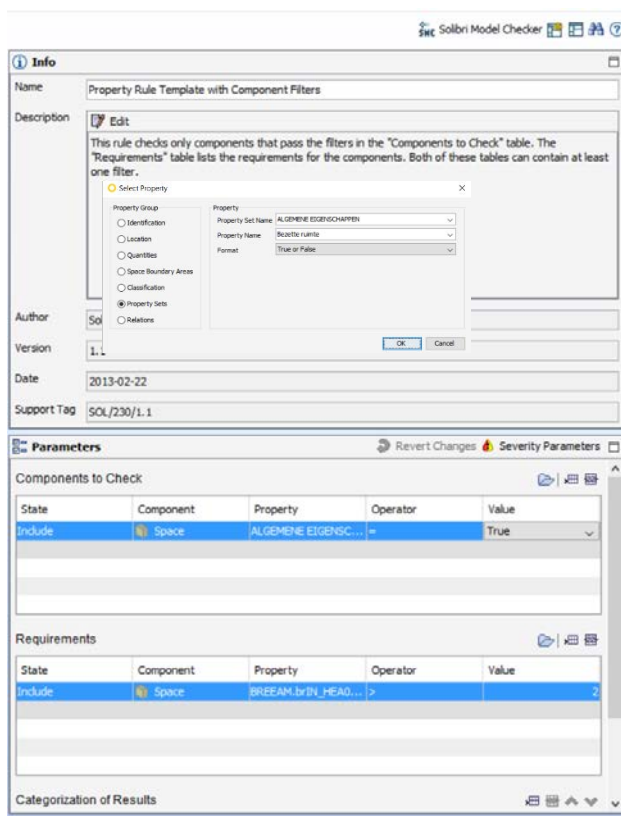 SMC Solibri Model Checker
Info
Name Property Rule Template with Component Filters
Description Edit
This rule checks only components that pass the filters in the "Components to Check" table. The
"Requirements" table lists the requirements for the components. Both of these tables can contain at least
one filter.
Select Property
Property Group
Identification
Location
Quantities
Space Boundary Areas
Classification
Property Sets
Relations
Property
Property Set Name ALGEMENE EIGENSCHAPPEN
Property Name Bezette ruimte
Format True or False
OK Cancel
Author Sol
Version 1.1
Date 2013-02-22
Support Tag SOL/230/1.1
Parameters Revert Changes Severity Parameters
Components to Check
State Component Property Operator Value
Include Space ALGEMENE EIGENSC... = True
Requirements
State Component Property Operator Value
Include Space BREEAM.brIN_HEA0... > 2
Categorization of Results